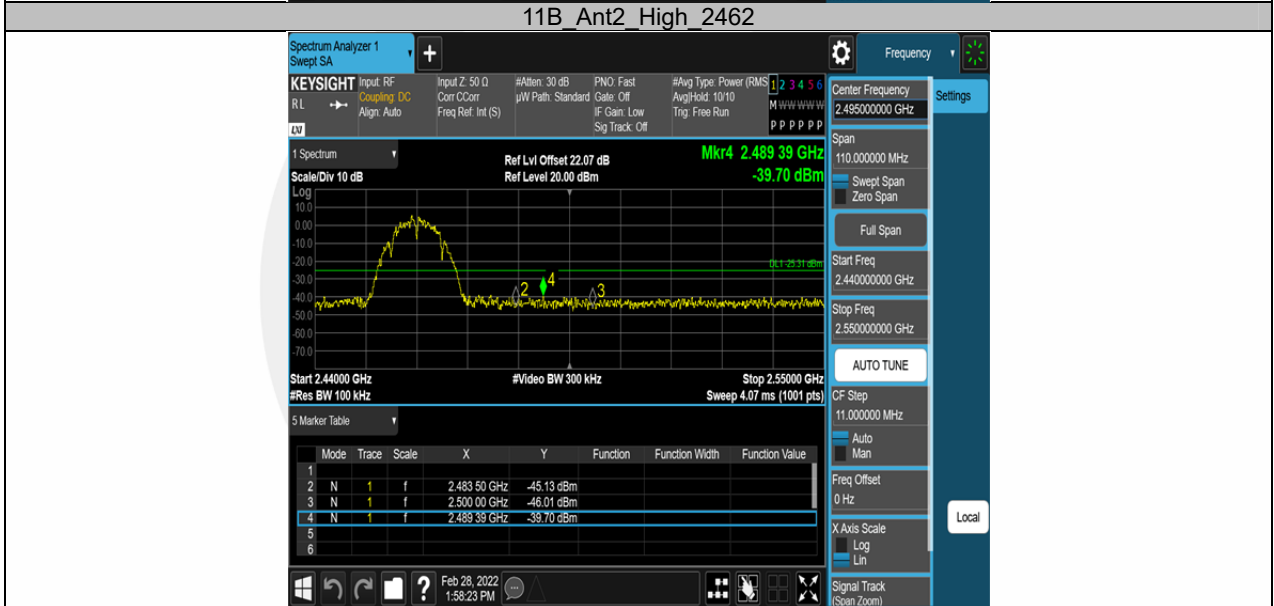 11B_Ant2_High_2462
Spectrum Analyzer 1
Swept SA
+
Frequency
KEYSIGHT Input: RF Input Z: 50 Ω #Atten: 30 dB PNO: Fast #Avg Type: Power (RMS 1 2 3 4 5 6
RL Coupling: DC Corr CCorr µW Path: Standard Gate: Off Avg|Hold: 10/10 M W W W W W
Align: Auto Freq Ref: Int (S) IF Gain: Low Trig: Free Run
Sig Track: Off P P P P P P
LXI
1 Spectrum
Ref Lvl Offset 22.07 dB
Mkr4 2.489 39 GHz
Scale/Div 10 dB
Ref Level 20.00 dBm
-39.70 dBm
Log
10.0
0.00
-10.0
-20.0
DL1 -25.31 dBm
-30.0
2 4 3
-40.0
-50.0
-60.0
-70.0
Start 2.44000 GHz #Video BW 300 kHz Stop 2.55000 GHz
#Res BW 100 kHz Sweep 4.07 ms (1001 pts)
5 Marker Table
Mode Trace Scale X Y Function Function Width Function Value
1
2 N 1 f 2.483 50 GHz -45.13 dBm
3 N 1 f 2.500 00 GHz -46.01 dBm
4 N 1 f 2.489 39 GHz -39.70 dBm
5
6
Center Frequency
2.495000000 GHz
Settings
Span
110.000000 MHz
Swept Span
Zero Span
Full Span
Start Freq
2.440000000 GHz
Stop Freq
2.550000000 GHz
AUTO TUNE
CF Step
11.000000 MHz
Auto
Man
Freq Offset
0 Hz
X Axis Scale
Log
Lin
Local
Signal Track
(Span Zoom)
? Feb 28, 2022
1:58:23 PM